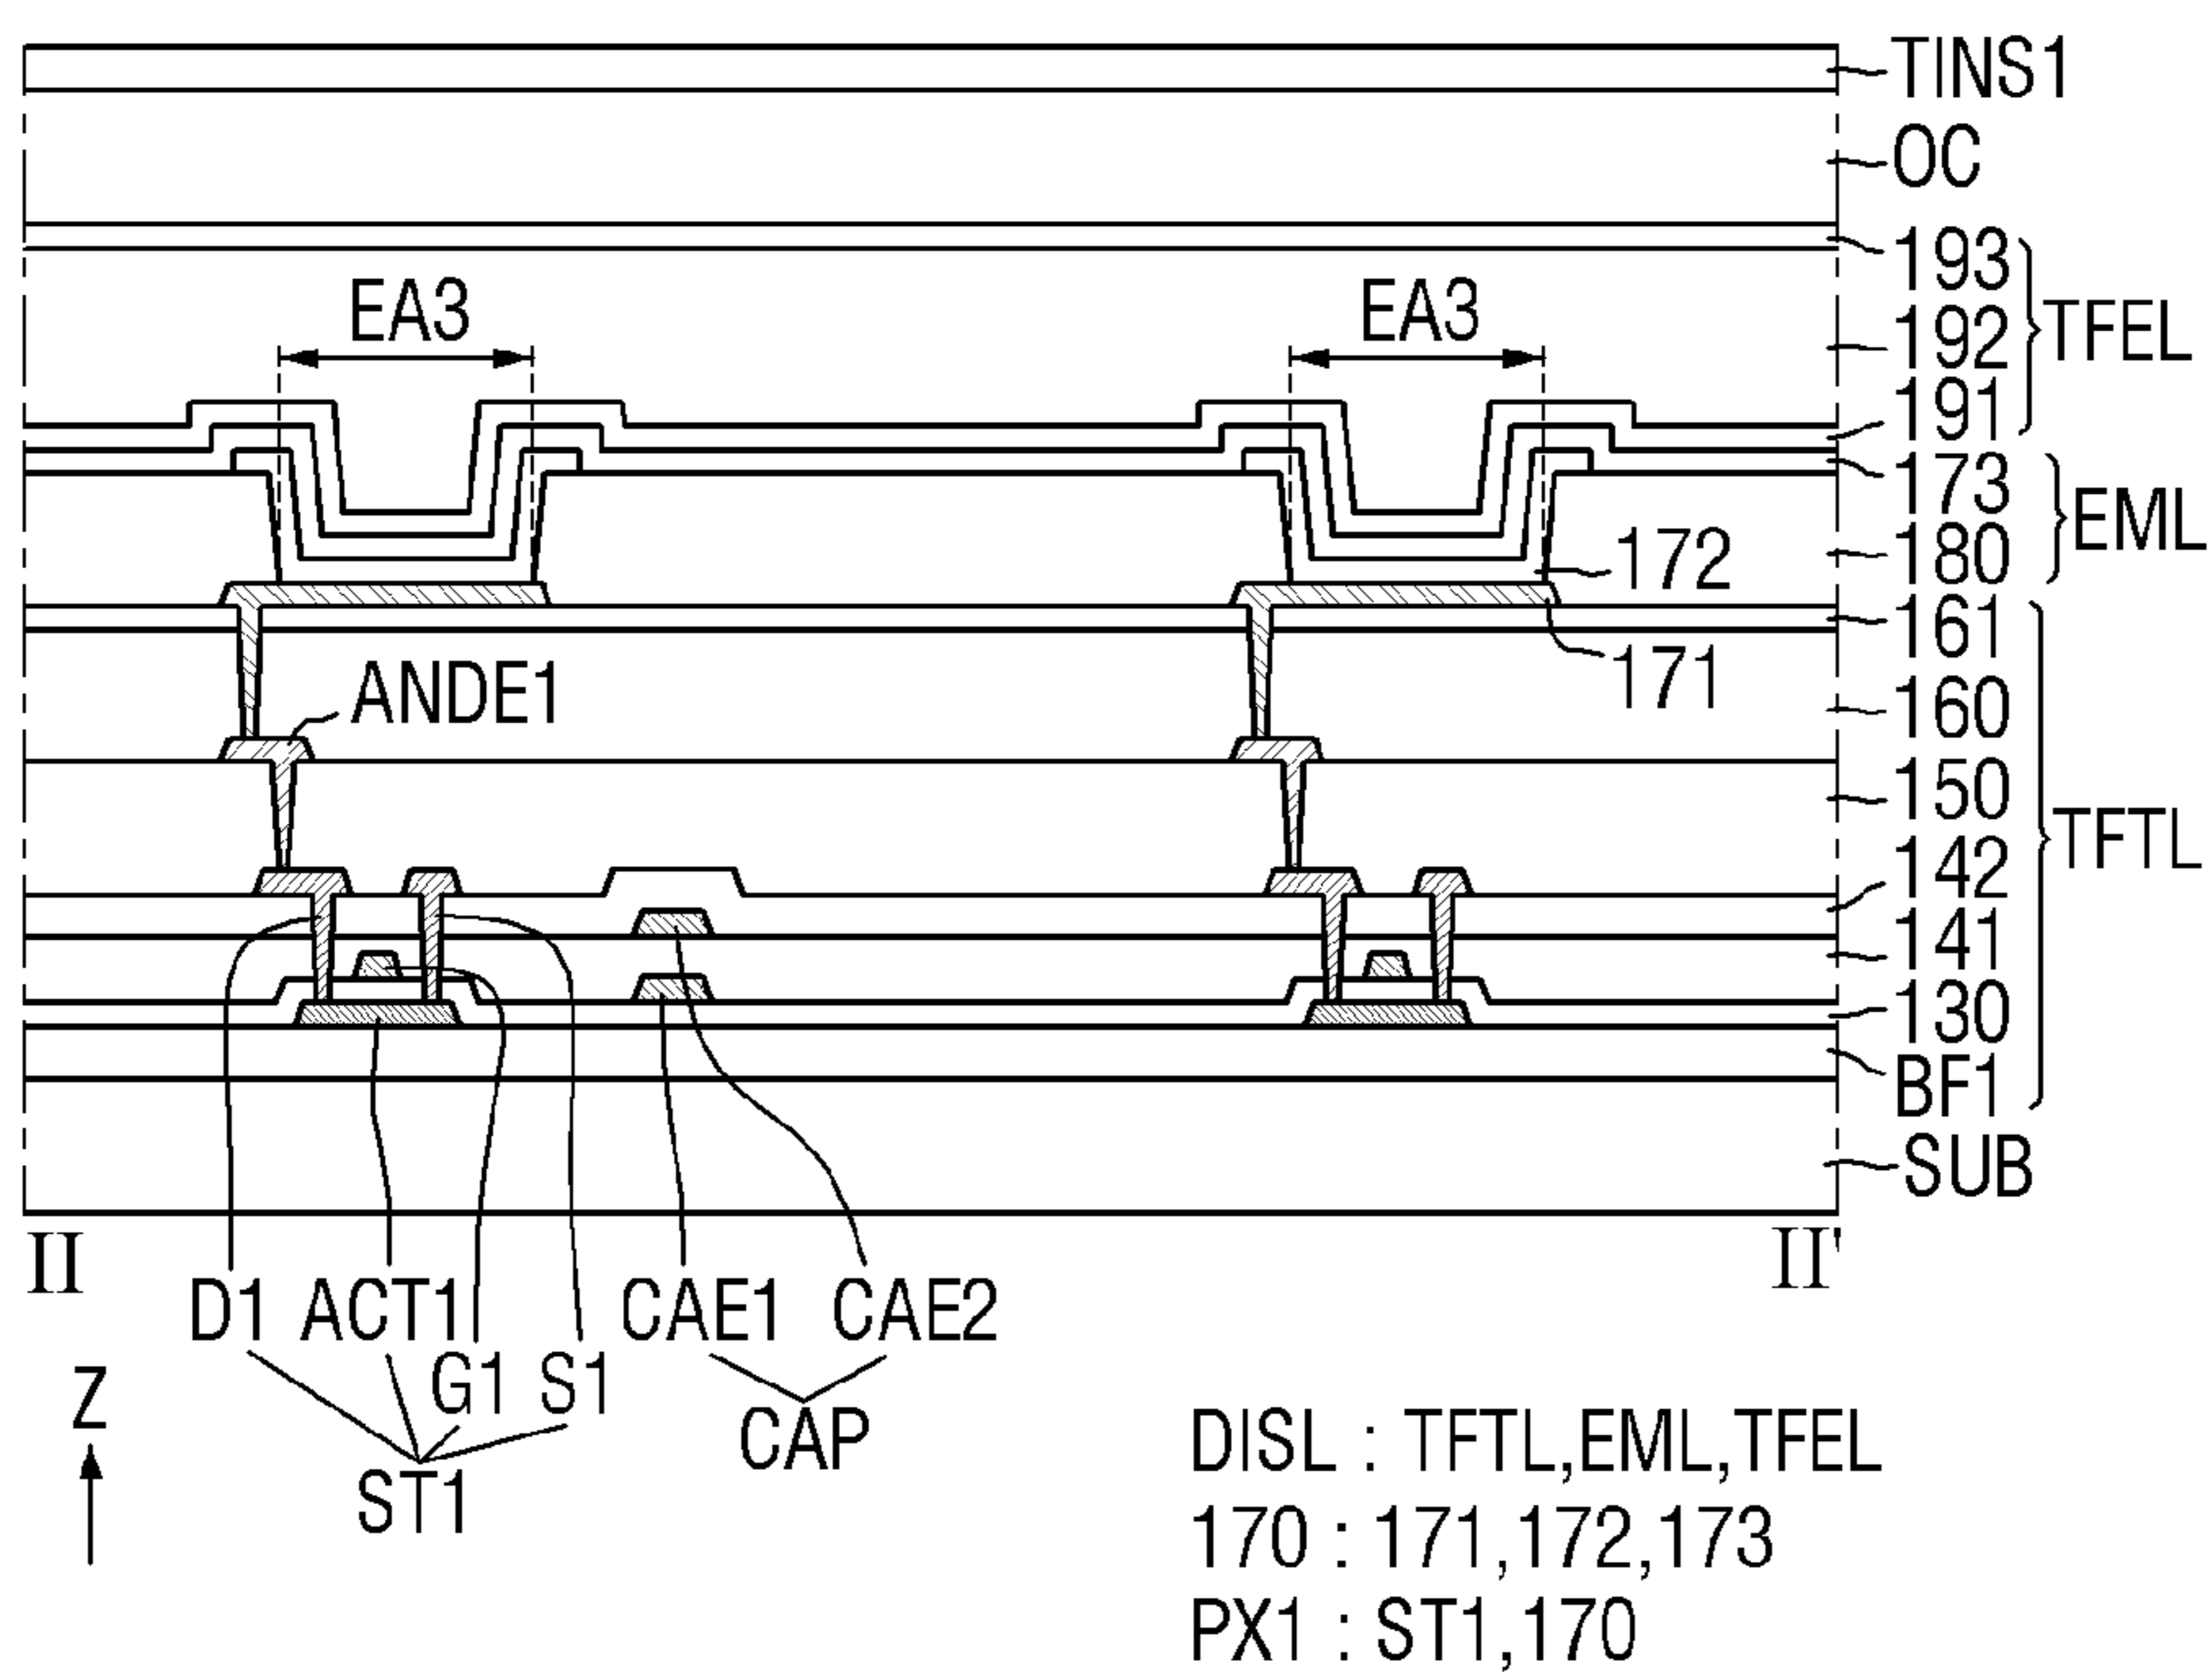 TINS1
OC
193
EA3
EA3
192
TFEL
191
173
EML
172
180
161
171
ANDE1
160
150
TFTL
142
141
130
BF1
SUB
II
II'
D1 ACT1 CAE1 CAE2
G1 S1
Z
CAP
ST1
DISL : TFTL,EML,TFEL
170 : 171,172,173
PX1 : ST1,170